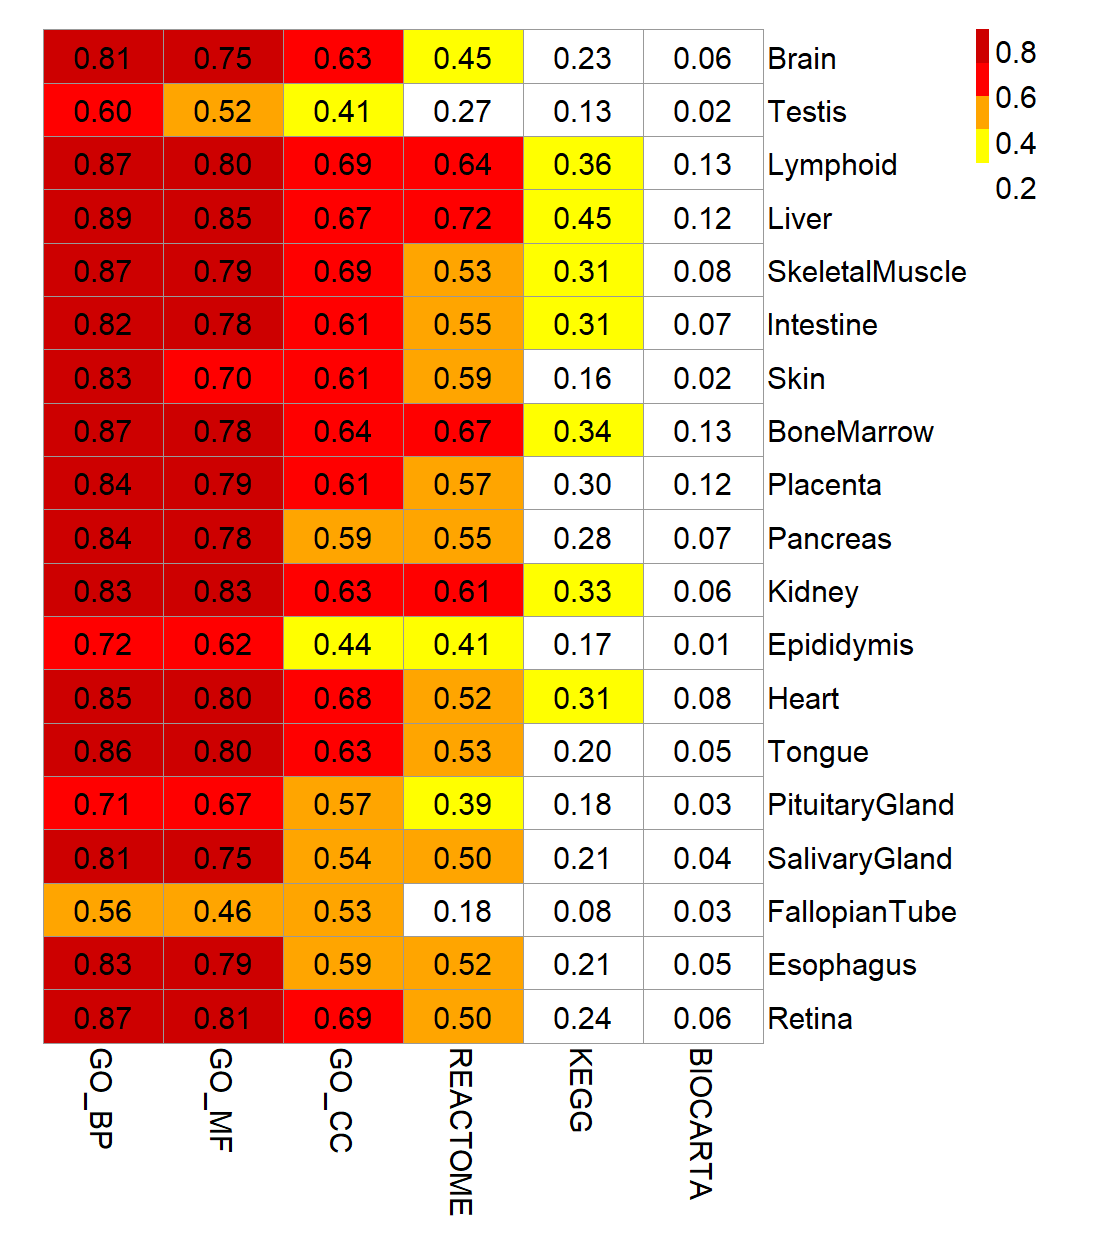 0.81 0.75 0.63 0.45 0.23 0.06 Brain
0.60 0.52 0.41 0.27 0.13 0.02 Testis
0.87 0.80 0.69 0.64 0.36 0.13 Lymphoid
0.89 0.85 0.67 0.72 0.45 0.12 Liver
0.87 0.79 0.69 0.53 0.31 0.08 SkeletalMuscle
0.82 0.78 0.61 0.55 0.31 0.07 Intestine
0.83 0.70 0.61 0.59 0.16 0.02 Skin
0.87 0.78 0.64 0.67 0.34 0.13 BoneMarrow
0.84 0.79 0.61 0.57 0.30 0.12 Placenta
0.84 0.78 0.59 0.55 0.28 0.07 Pancreas
0.83 0.83 0.63 0.61 0.33 0.06 Kidney
0.72 0.62 0.44 0.41 0.17 0.01 Epididymis
0.85 0.80 0.68 0.52 0.31 0.08 Heart
0.86 0.80 0.63 0.53 0.20 0.05 Tongue
0.71 0.67 0.57 0.39 0.18 0.03 PituitaryGland
0.81 0.75 0.54 0.50 0.21 0.04 SalivaryGland
0.56 0.46 0.53 0.18 0.08 0.03 FallopianTube
0.83 0.79 0.59 0.52 0.21 0.05 Esophagus
0.87 0.81 0.69 0.50 0.24 0.06 Retina
GO_BP
GO_MF
GO_CC
REACTOME
KEGG
BIOCARTA
0.8
0.6
0.4
0.2